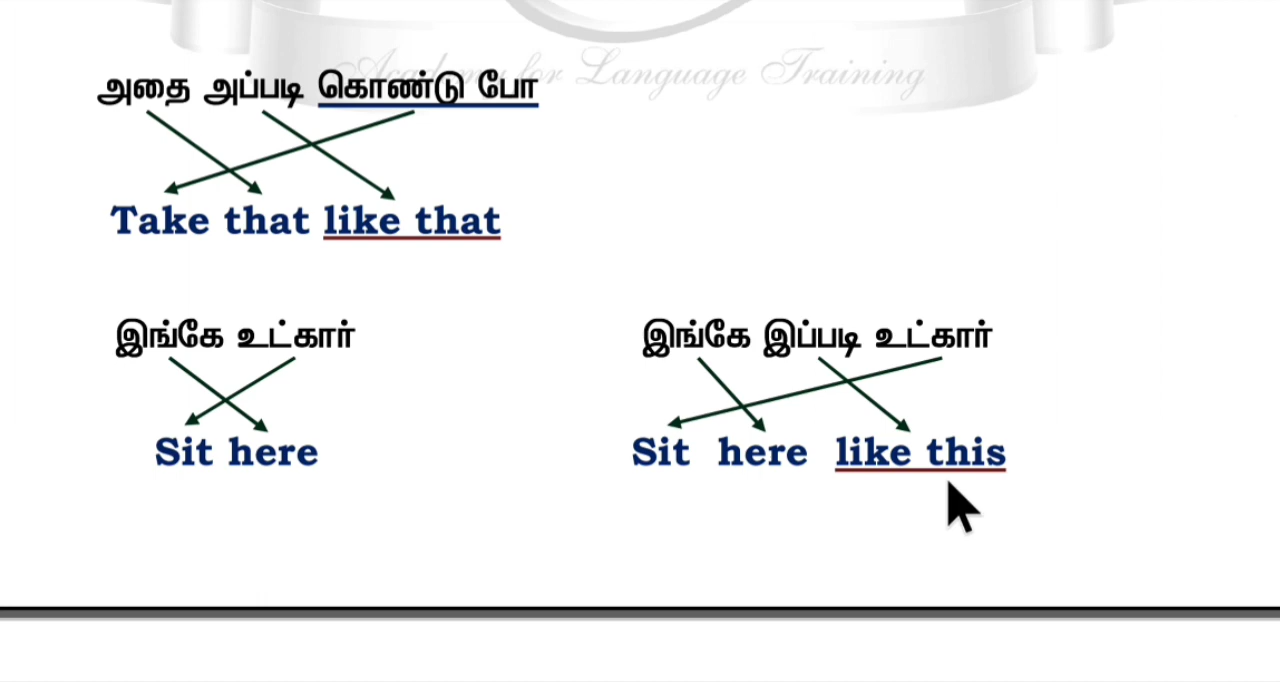 Academy for Language Training
அதை அப்படி கொண்டு போ
Take that like that
இங்கே உட்கார்
Sit here
இங்கே இப்படி உட்கார்
Sit here like this